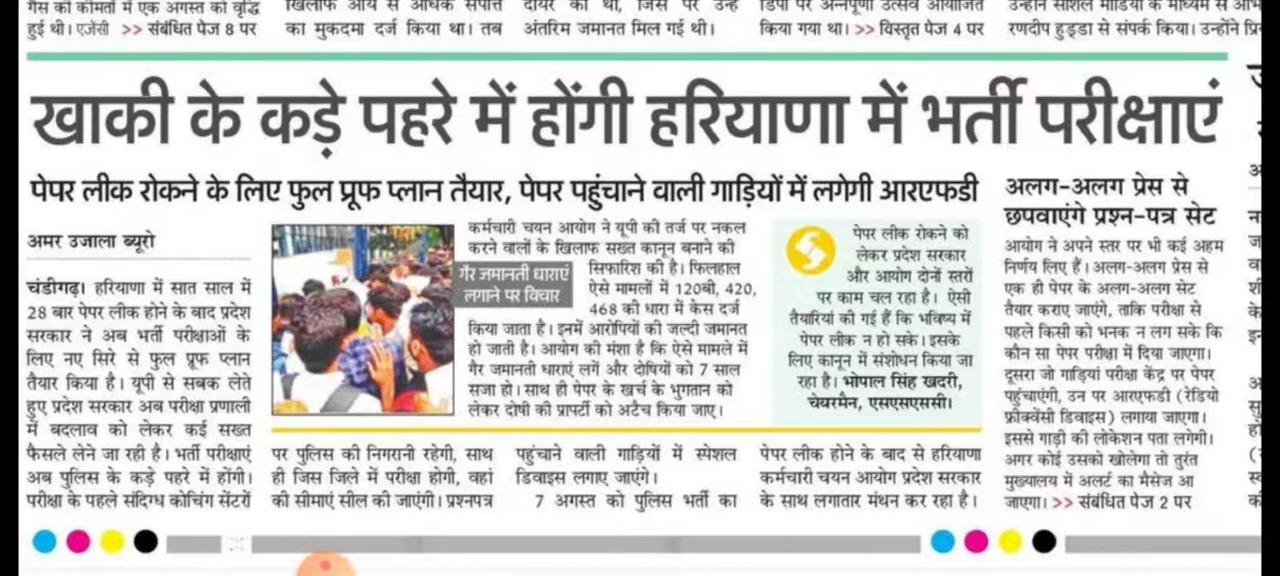 गैस की कीमतों में एक अगस्त को वृद्धि
हुई थी। एजेंसी >> संबंधित पेज 8 पर
खिलाफ आय से अधिक संपत्ति
का मुकदमा दर्ज किया था। तब
दायर की थी, जिस पर उन्हें
अंतरिम जमानत मिल गई थी।
डिपो पर अन्नपूर्णा उत्सव आयोजित
किया गया था। >> विस्तृत पेज 4 पर
उन्होंने सोशल मीडिया के माध्यम से
रणदीप हुड्डा से संपर्क किया। उन्होंने
खाकी के कड़े पहरे में होंगी हरियाणा में भर्ती परीक्षाएं
पेपर लीक रोकने के लिए फुल प्रूफ प्लान तैयार, पेपर पहुंचाने वाली गाड़ियों में लगेगी आरएफडी
अमर उजाला ब्यूरो
चंडीगढ़। हरियाणा में सात साल में
28 बार पेपर लीक होने के बाद प्रदेश
सरकार ने अब भर्ती परीक्षाओं के
लिए नए सिरे से फुल प्रूफ प्लान
तैयार किया है। यूपी से सबक लेते
हुए प्रदेश सरकार अब परीक्षा प्रणाली
में बदलाव को लेकर कई सख्त
फैसले लेने जा रही है। भर्ती परीक्षाएं
अब पुलिस के कड़े पहरे में होंगी।
परीक्षा के पहले संदिग्ध कोचिंग सेंटरों
पर पुलिस की निगरानी रहेगी, साथ
ही जिस जिले में परीक्षा होगी, वहां
की सीमाएं सील की जाएंगी। प्रश्नपत्र
पहुंचाने वाली गाड़ियों में स्पेशल
डिवाइस लगाए जाएंगे।
7 अगस्त को पुलिस भर्ती का
पेपर लीक होने के बाद से हरियाणा
कर्मचारी चयन आयोग प्रदेश सरकार
के साथ लगातार मंथन कर रहा है।
गैर जमानती धाराएं
लगाने पर विचार
कर्मचारी चयन आयोग ने यूपी की तर्ज पर नकल
करने वालों के खिलाफ सख्त कानून बनाने की
सिफारिश की है। फिलहाल
ऐसे मामलों में 120बी, 420,
468 की धारा में केस दर्ज
किया जाता है। इनमें आरोपियों की जल्दी जमानत
हो जाती है। आयोग की मंशा है कि ऐसे मामले में
गैर जमानती धाराएं लगें और दोषियों को 7 साल
सजा हो। साथ ही पेपर के खर्च के भुगतान को
लेकर दोषी की प्रापर्टी को अटैच किया जाए।
पेपर लीक रोकने को
लेकर प्रदेश सरकार
और आयोग दोनों स्तरों
पर काम चल रहा है। ऐसी
तैयारियां की गई हैं कि भविष्य में
पेपर लीक न हो सके। इसके
लिए कानून में संशोधन किया जा
रहा है। भोपाल सिंह खदरी,
चेयरमैन, एसएसएससी।
अलग-अलग प्रेस से
छपवाएंगे प्रश्न-पत्र सेट
आयोग ने अपने स्तर पर भी कई अहम
निर्णय लिए हैं। अलग-अलग प्रेस से
एक ही पेपर के अलग-अलग सेट
तैयार कराए जाएंगे, ताकि परीक्षा से
पहले किसी को भनक न लग सके कि
कौन सा पेपर परीक्षा में दिया जाएगा।
दूसरा जो गाड़ियां परीक्षा केंद्र पर पेपर
पहुंचाएंगी, उन पर आरएफडी (रेडियो
फ्रीक्वेंसी डिवाइस) लगाया जाएगा।
इससे गाड़ी की लोकेशन पता लगेगी।
अगर कोई उसको खोलेगा तो तुरंत
मुख्यालय में अलर्ट का मैसेज आ
जाएगा। >> संबंधित पेज 2 पर